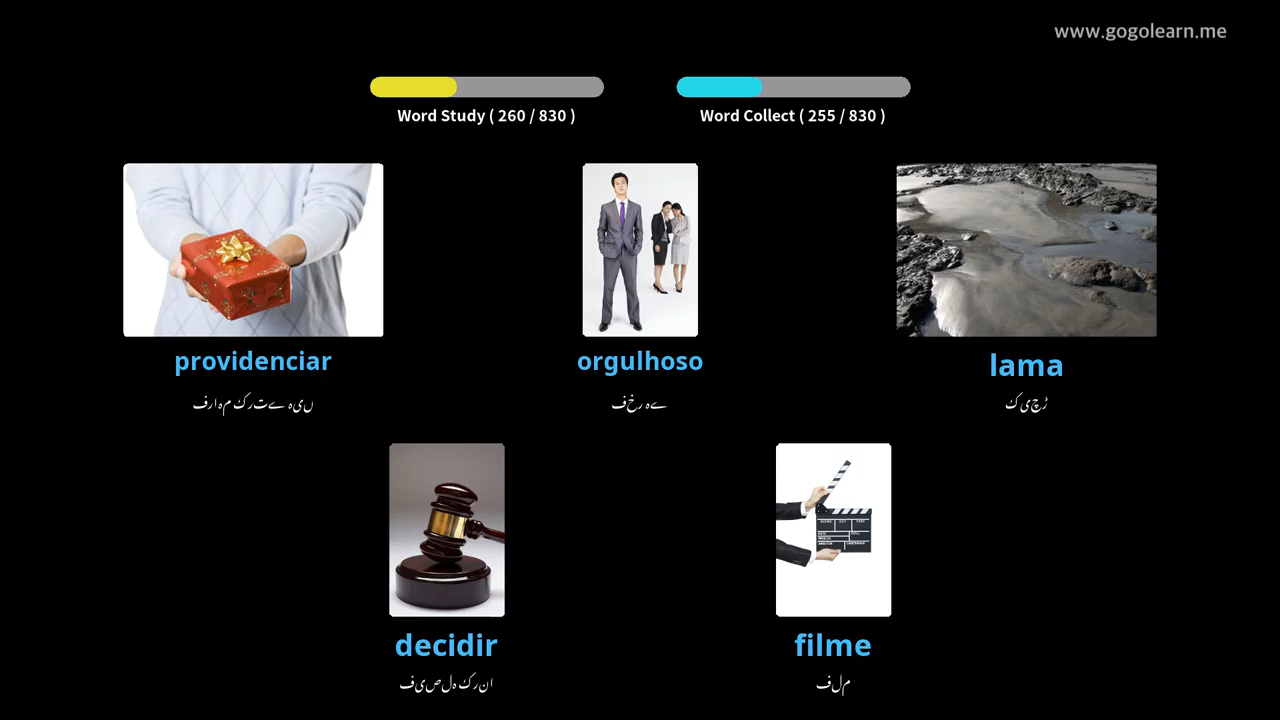 www.gogolearn.me
Word Study ( 260 / 830 )
Word Collect ( 255 / 830 )
providenciar
فراہم کرتے ہیں
orgulhoso
فخر ہے
lama
کیچڑ
decidir
فیصلہ کرنا
filme
فلم